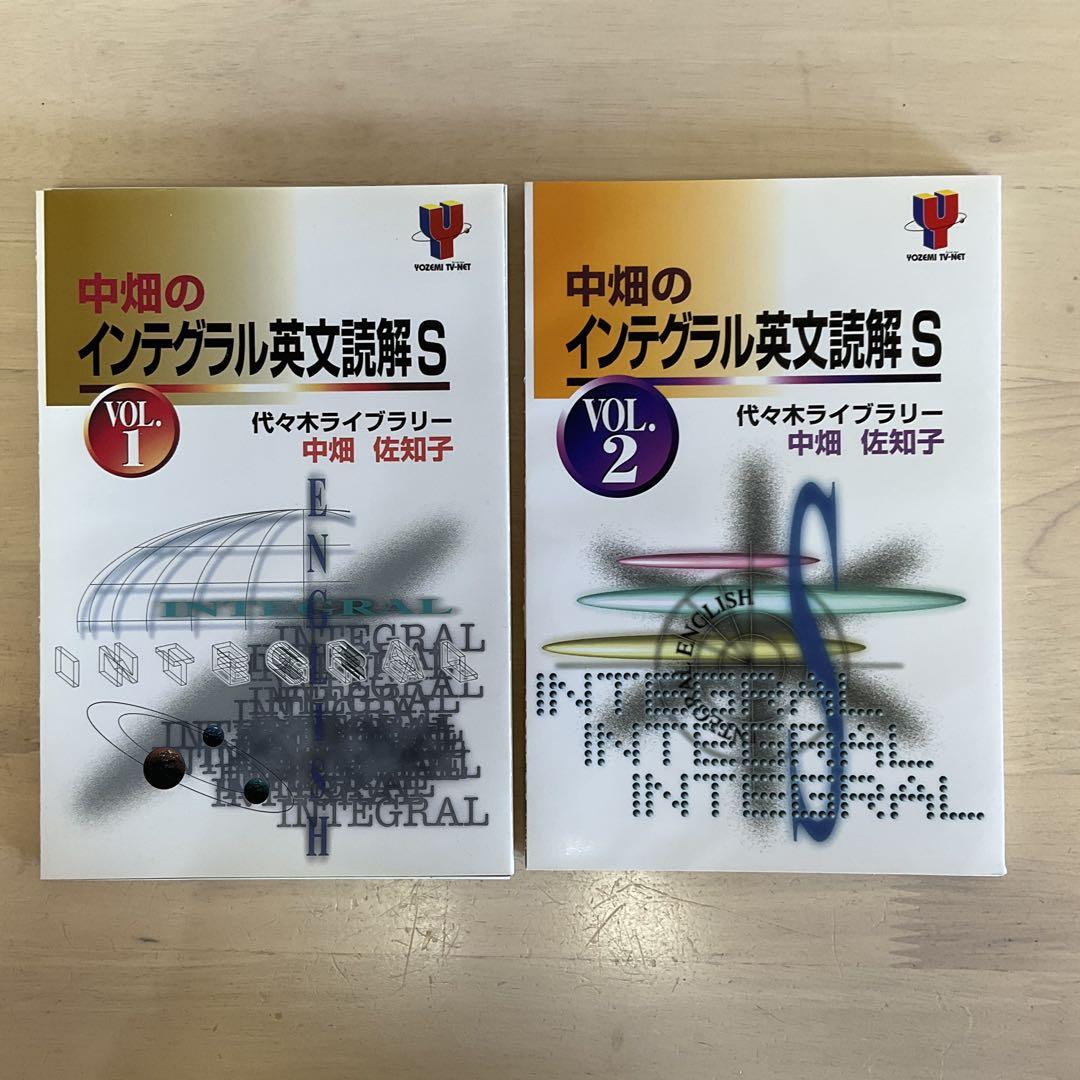 YOZEMI TV-NET
中畑の
インテグラル英文読解S
VOL.
1
代々木ライブラリー
中畑 佐知子
ENGLISH
INTEGRAL
INTEGRAL
INTEGRAL
INTEGRAL
INTEGRAL
YOZEMI TV-NET
中畑の
インテグラル英文読解S
VOL.
2
代々木ライブラリー
中畑 佐知子
S
INTEGRAL ENGLISH
INTEGRAL
INTEGRAL
INTEGRAL